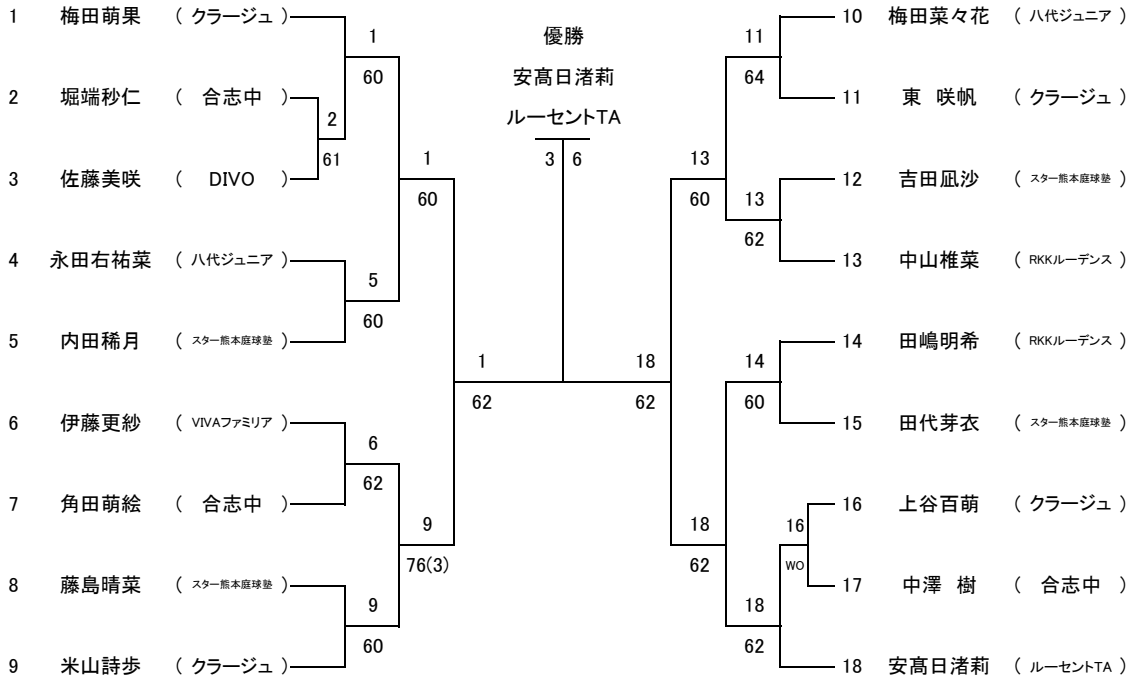 1 梅田萌果 ( クラージュ )
1
60
2 堀端秒仁 ( 合志中 )
2
61
3 佐藤美咲 ( DIVO )
1
60
4 永田右祐菜 ( 八代ジュニア )
5
60
5 内田稀月 ( スター熊本庭球塾 )
1
62
6 伊藤更紗 ( VIVAファミリア )
6
62
7 角田萌絵 ( 合志中 )
9
76(3)
8 藤島晴菜 ( スター熊本庭球塾 )
9
60
9 米山詩歩 ( クラージュ )
優勝
安髙日渚莉
ルーセントTA
3 6
10 梅田菜々花 ( 八代ジュニア )
11
64
11 東 咲帆 ( クラージュ )
13
60
12 吉田凪沙 ( スター熊本庭球塾 )
13
62
13 中山椎菜 ( RKKルーデンス )
18
62
14 田嶋明希 ( RKKルーデンス )
14
60
15 田代芽衣 ( スター熊本庭球塾 )
18
62
16 上谷百萌 ( クラージュ )
16
WO
17 中澤 樹 ( 合志中 )
18
62
18 安髙日渚莉 ( ルーセントTA )